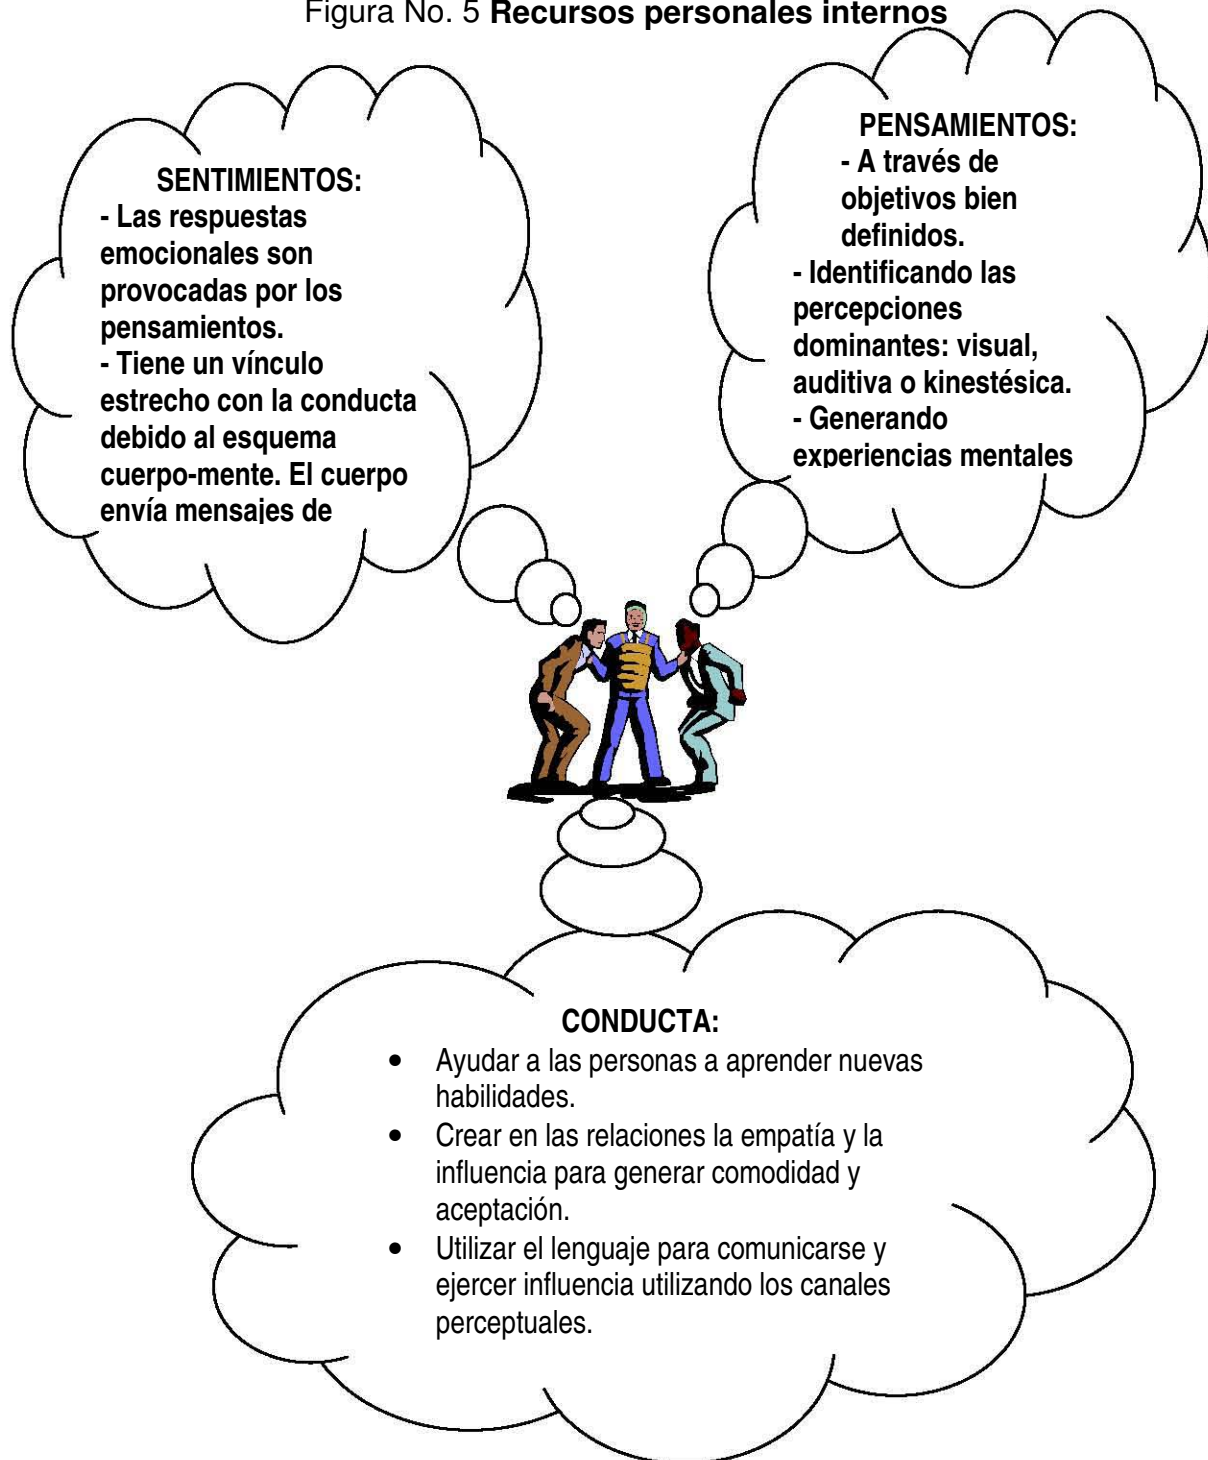 Figura No. 5 Recursos personales internos
SENTIMIENTOS:
- Las respuestas
emocionales son
provocadas por los
pensamientos.
- Tiene un vínculo
estrecho con la conducta
debido al esquema
cuerpo-mente. El cuerpo
envía mensajes de
PENSAMIENTOS:
- A través de
objetivos bien
definidos.
- Identificando las
percepciones
dominantes: visual,
auditiva o kinestésica.
- Generando
experiencias mentales
CONDUCTA:
• Ayudar a las personas a aprender nuevas
habilidades.
• Crear en las relaciones la empatía y la
influencia para generar comodidad y
aceptación.
• Utilizar el lenguaje para comunicarse y
ejercer influencia utilizando los canales
perceptuales.